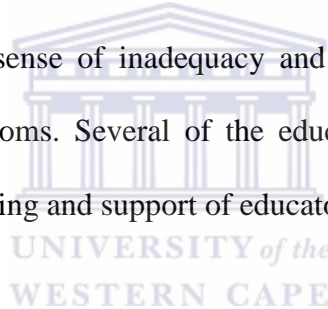 sense of inadequacy and
oms. Several of the educ
ing and support of educato
UNIVERSITY of the
WESTERN CAPE